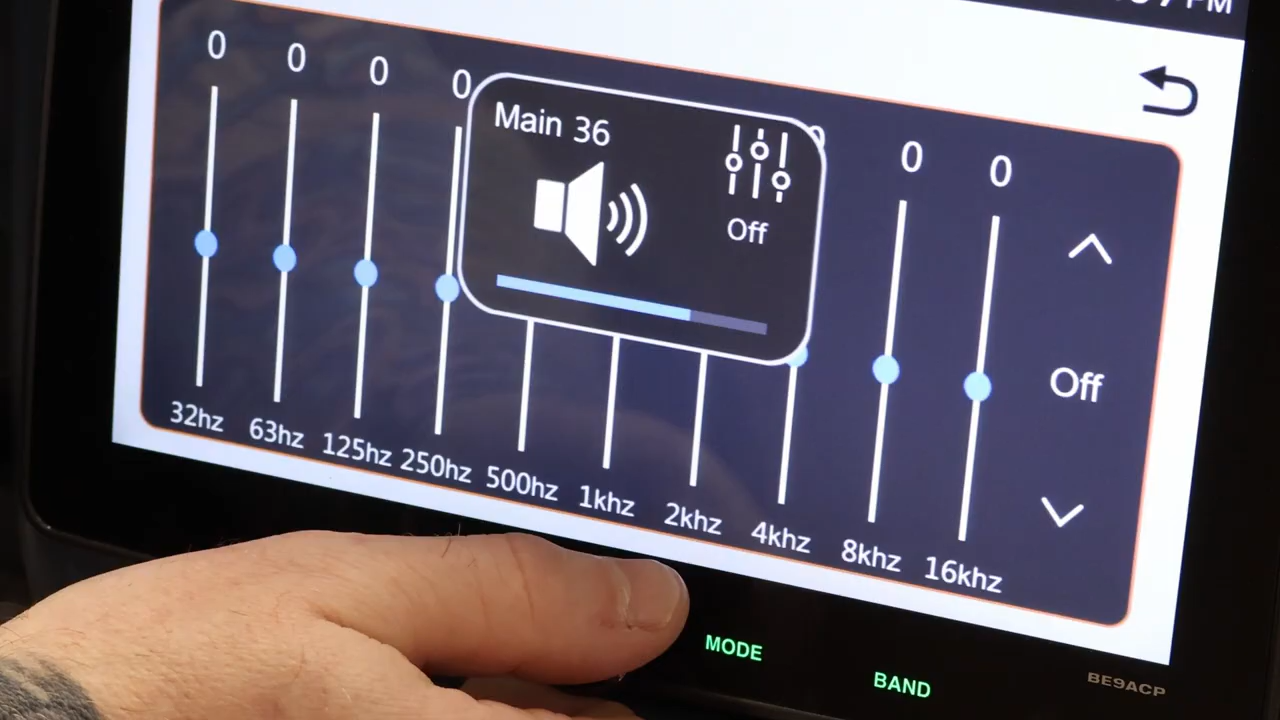 PM
0
0
0
0
0
0
Main 36
Off
Off
32hz
63hz
125hz
250hz
500hz
1khz
2khz
4khz
8khz
16khz
MODE
BAND
BE9ACP